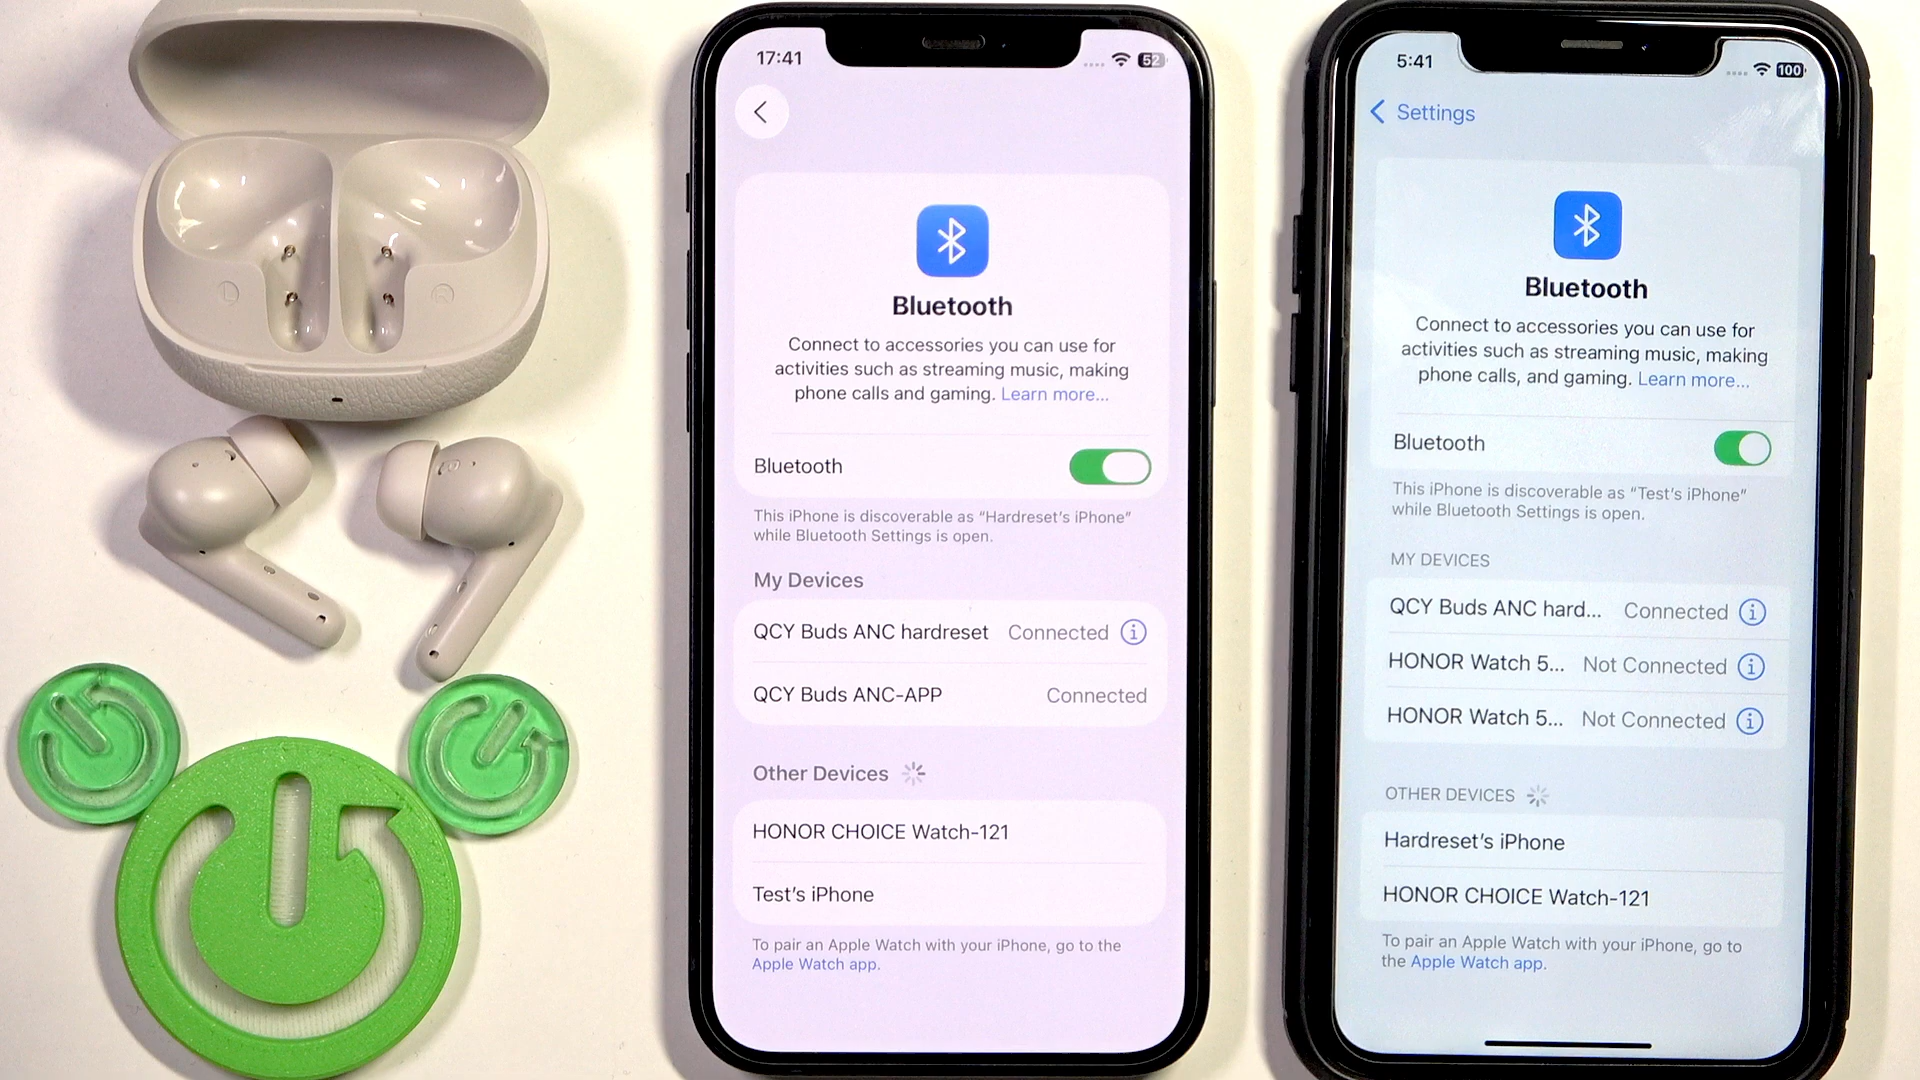 L
R
17:41
52
Bluetooth
Connect to accessories you can use for
activities such as streaming music, making
phone calls and gaming. Learn more...
Bluetooth
This iPhone is discoverable as “Hardreset’s iPhone”
while Bluetooth Settings is open.
My Devices
QCY Buds ANC hardreset Connected
QCY Buds ANC-APP Connected
Other Devices
HONOR CHOICE Watch-121
Test’s iPhone
To pair an Apple Watch with your iPhone, go to the
Apple Watch app.
5:41
100
Settings
Bluetooth
Connect to accessories you can use for
activities such as streaming music, making
phone calls, and gaming. Learn more...
Bluetooth
This iPhone is discoverable as “Test’s iPhone”
while Bluetooth Settings is open.
MY DEVICES
QCY Buds ANC hard... Connected
HONOR Watch 5... Not Connected
HONOR Watch 5... Not Connected
OTHER DEVICES
Hardreset’s iPhone
HONOR CHOICE Watch-121
To pair an Apple Watch with your iPhone, go to
the Apple Watch app.